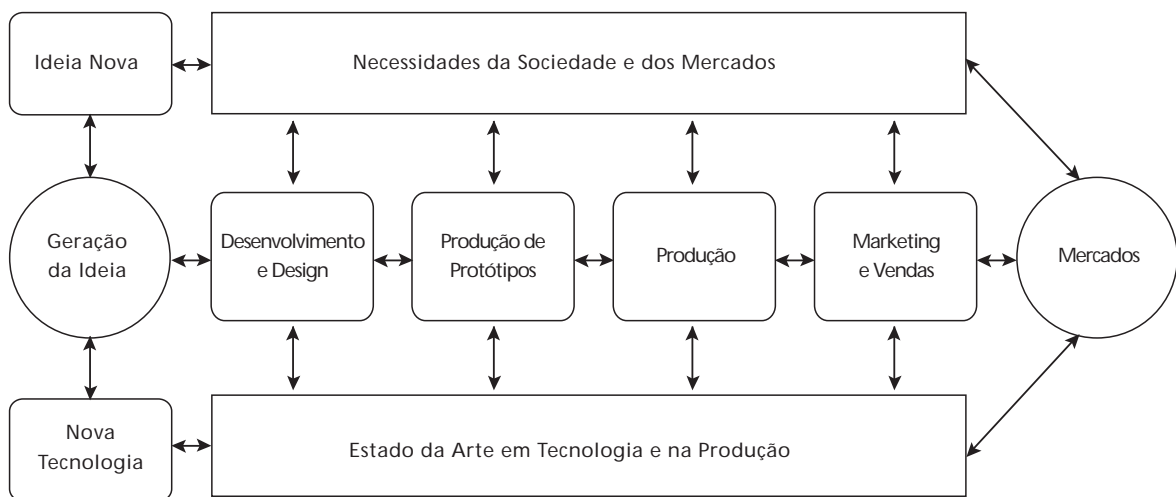 Ideia Nova
Necessidades da Sociedade e dos Mercados
Geração
da Ideia
Desenvolvimento
e Design
Produção de
Protótipos
Produção
Marketing
e Vendas
Mercados
Nova
Tecnologia
Estado da Arte em Tecnologia e na Produção